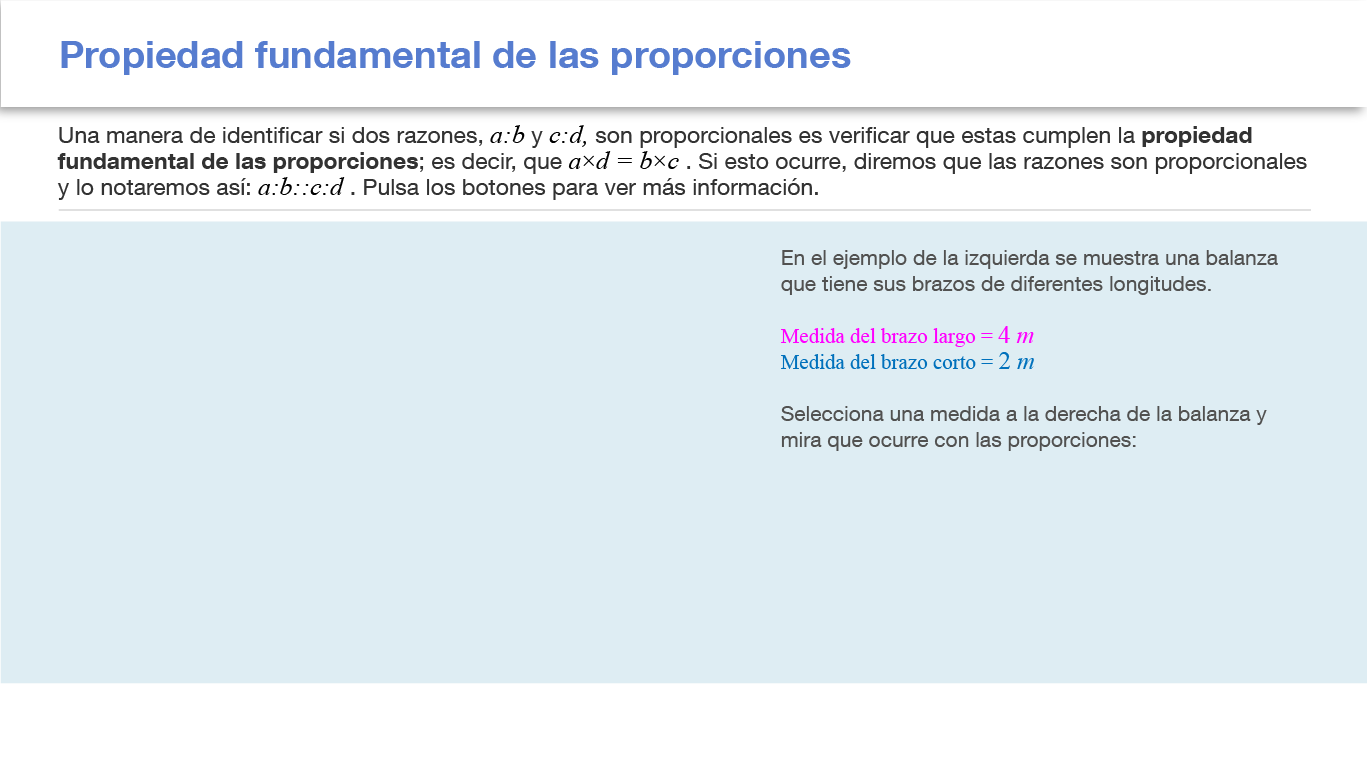 Propiedad fundamental de las proporciones
Una manera de identificar si dos razones, a:b y c:d, son proporcionales es verificar que estas cumplen la propiedad
fundamental de las proporciones; es decir, que a×d = b×c . Si esto ocurre, diremos que las razones son proporcionales
y lo notaremos así: a:b::c:d . Pulsa los botones para ver más información.
En el ejemplo de la izquierda se muestra una balanza
que tiene sus brazos de diferentes longitudes.
Medida del brazo largo = 4 m
Medida del brazo corto = 2 m
Selecciona una medida a la derecha de la balanza y
mira que ocurre con las proporciones: